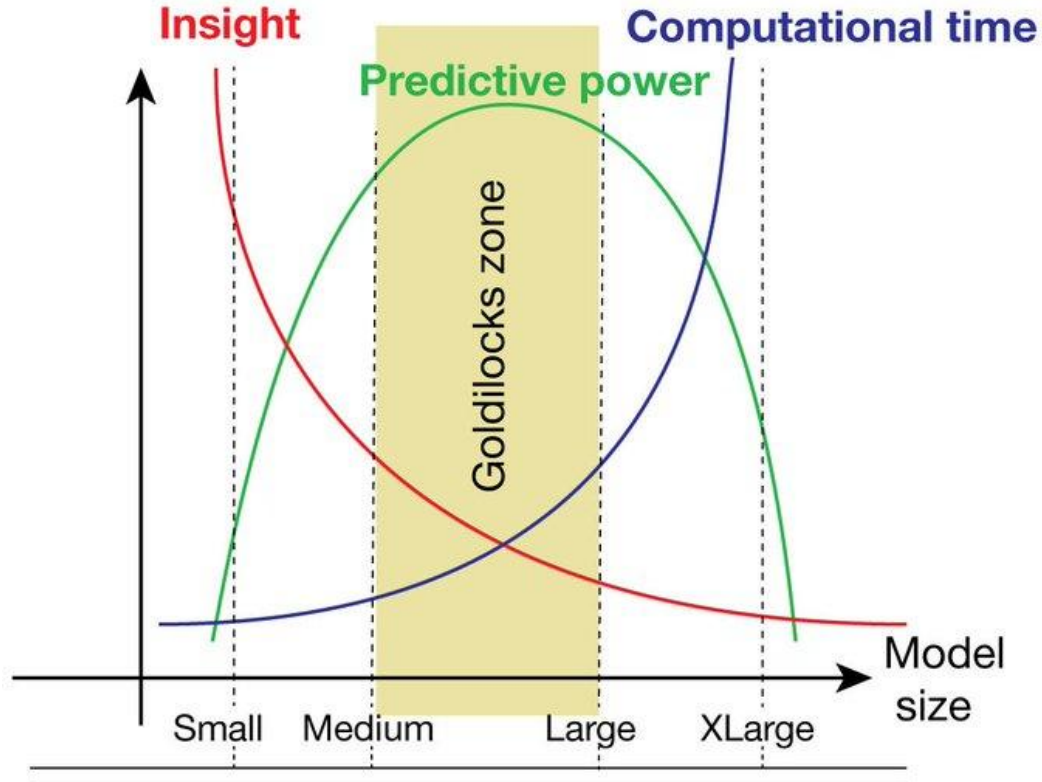 Insight
Computational time
Predictive power
Goldilocks zone
Model
size
Small
Medium
Large
XLarge